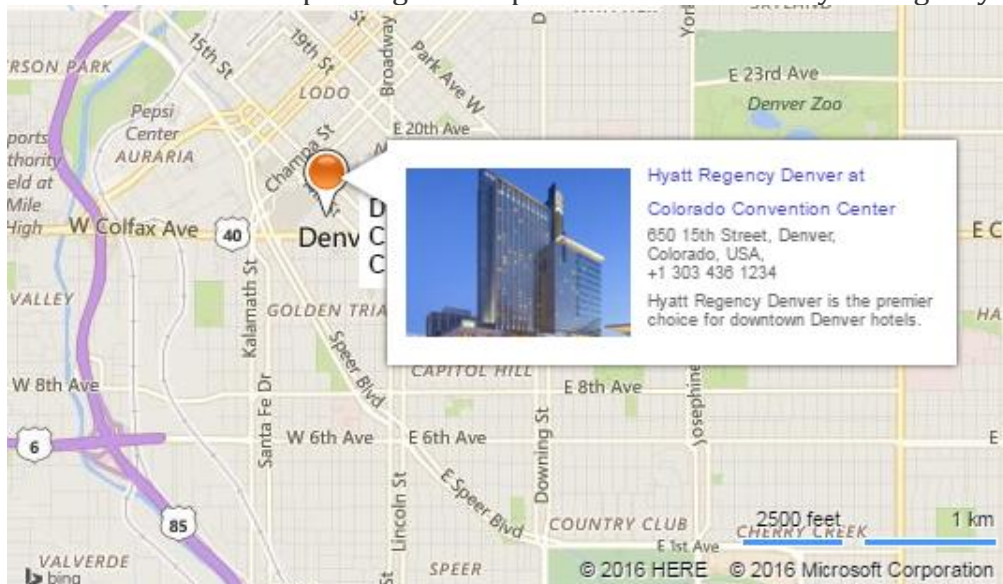 15th St
19th St
Broadway
Park Ave W
E 23rd Ave
Denver Zoo
LODO
Pepsi
Center
AURARIA
E 20th Ave
Champa St
Mile
High
W Colfax Ave
40
Denv
D
C
C
Hyatt Regency Denver at
Colorado Convention Center
650 15th Street, Denver,
Colorado, USA,
+1 303 436 1234
Hyatt Regency Denver is the premier
choice for downtown Denver hotels.
E C
VALLEY
GOLDEN TRIA
HA
Kalamath St
Speer Blvd
CAPITOL HILL
W 8th Ave
E 8th Ave
Josephine
Santa Fe Dr
6
W 6th Ave
E 6th Ave
E
Downing St
E Speer Blvd
Lincoln St
85
COUNTRY CLUB
2500 feet
1 km
CHERRY CREEK
E 1st Ave
VALVERDE
SPEER
bing
© 2016 HERE
© 2016 Microsoft Corporation